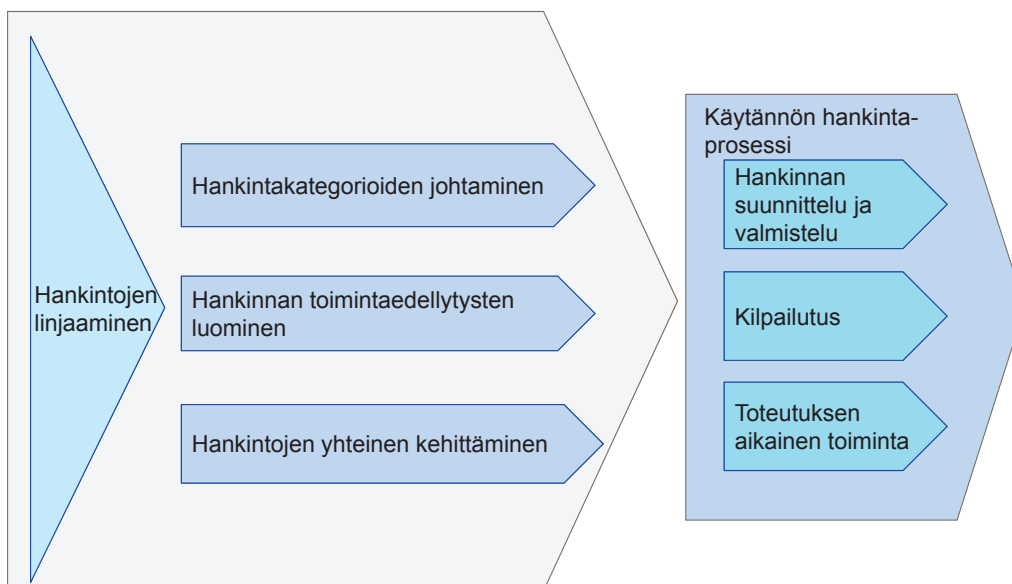 Hankintojen
linjaaminen
Hankintakategorioiden johtaminen
Hankinnan toimintaedellytysten
luominen
Hankintojen yhteinen kehittäminen
Käytännön hankinta-
prosessi
Hankinnan
suunnittelu ja
valmistelu
Kilpailutus
Toteutuksen
aikainen toiminta